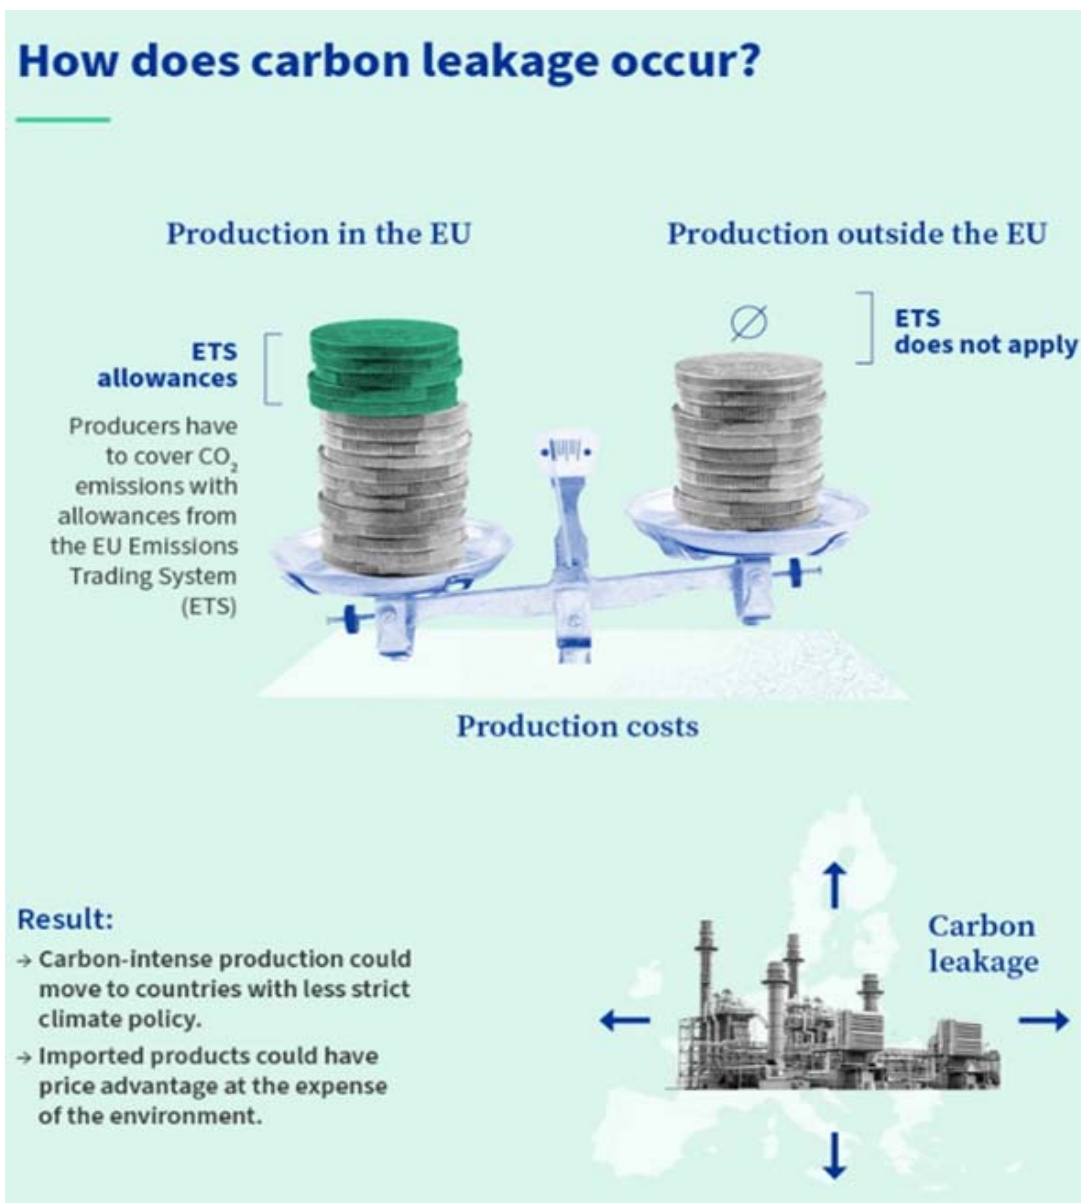 How does carbon leakage occur?
Production in the EU
Production outside the EU
ETS
allowances
Producers have
to cover CO₂
emissions with
allowances from
the EU Emissions
Trading System
(ETS)
∅
ETS
does not apply
Production costs
Result:
→ Carbon-intense production could
move to countries with less strict
climate policy.
→ Imported products could have
price advantage at the expense
of the environment.
Carbon
leakage